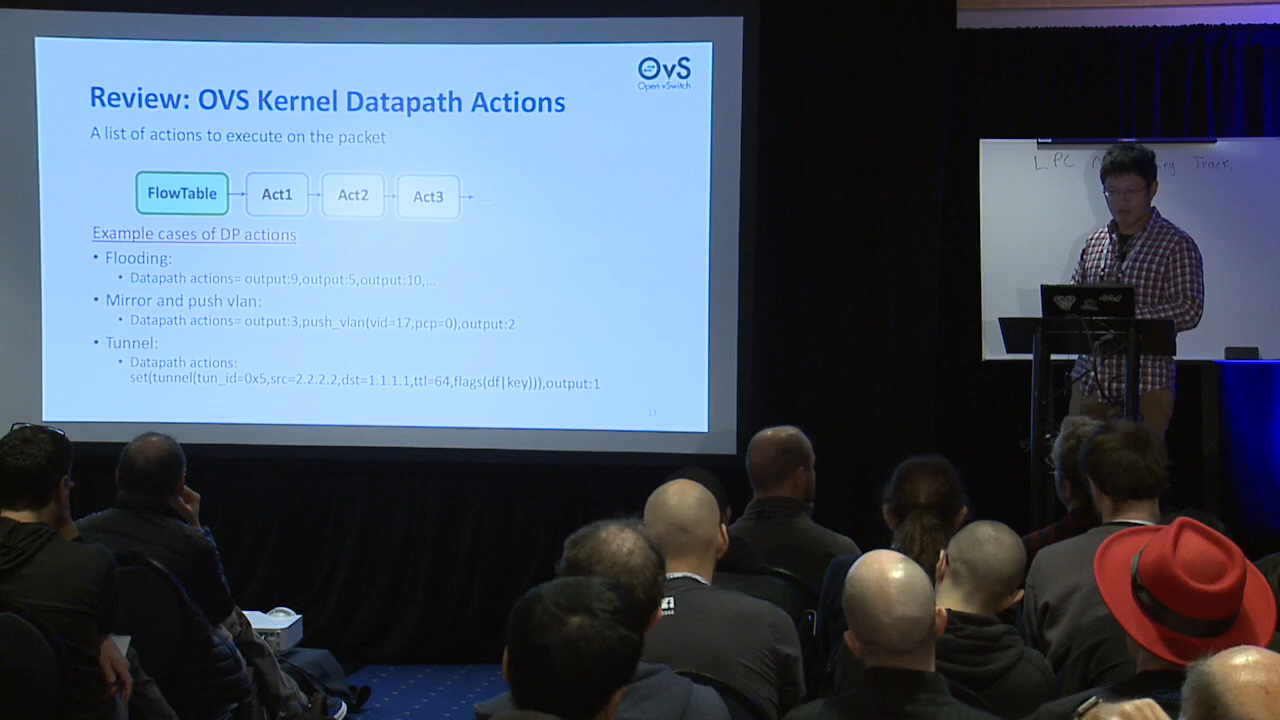 OvS
Open vSwitch
Review: OVS Kernel Datapath Actions
A list of actions to execute on the packet
FlowTable Act1 Act2 Act3 ...
Example cases of DP actions
• Flooding:
• Datapath actions= output:9,output:5,output:10,...
• Mirror and push vlan:
• Datapath actions= output:3,push_vlan(vid=17,pcp=0),output:2
• Tunnel:
• Datapath actions:
set(tunnel(tun_id=0x5,src=2.2.2.2,dst=1.1.1.1,ttl=64,flags(df|key))),output:1
LPC Track